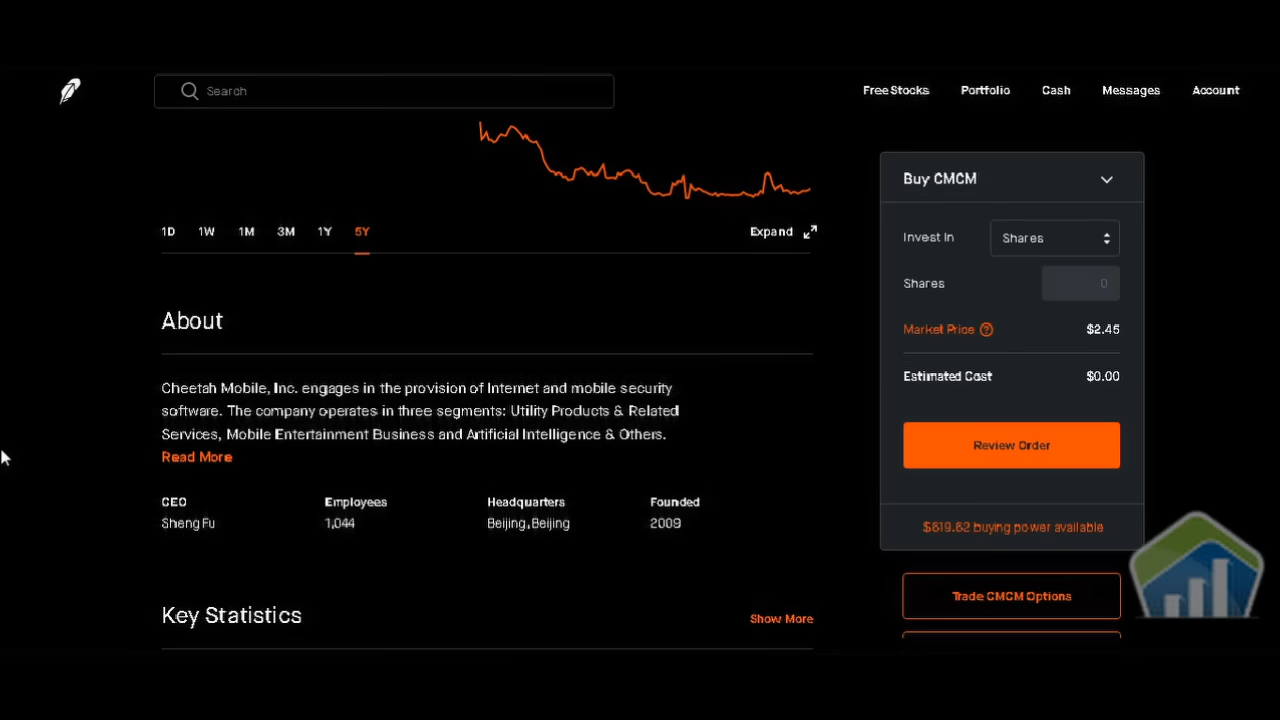 Search
Free Stocks Portfolio Cash Messages Account
1D 1W 1M 3M 1Y 5Y Expand
About
Cheetah Mobile, Inc. engages in the provision of Internet and mobile security
software. The company operates in three segments: Utility Products & Related
Services, Mobile Entertainment Business and Artificial Intelligence & Others.
Read More
CEO Employees Headquarters Founded
Sheng Fu 1,044 Beijing, Beijing 2009
Key Statistics Show More
Buy CMCM
Invest In Shares
Shares 0
Market Price ? $2.45
Estimated Cost $0.00
Review Order
$619.62 buying power available
Trade CMCM Options